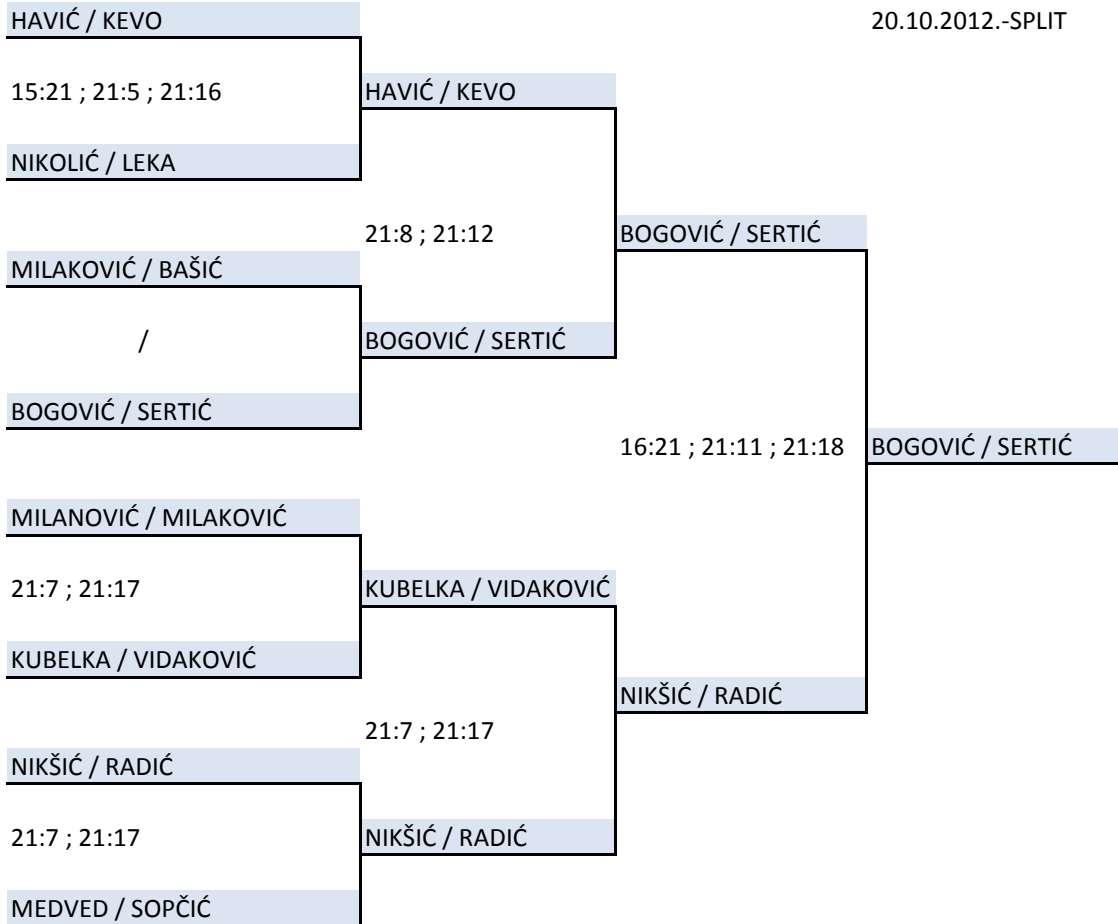 HAVIĆ / KEVO
20.10.2012.-SPLIT
15:21 ; 21:5 ; 21:16
HAVIĆ / KEVO
NIKOLIĆ / LEKA
21:8 ; 21:12
BOGOVIĆ / SERTIĆ
MILAKOVIĆ / BAŠIĆ
/
BOGOVIĆ / SERTIĆ
BOGOVIĆ / SERTIĆ
16:21 ; 21:11 ; 21:18
BOGOVIĆ / SERTIĆ
MILANOVIĆ / MILAKOVIĆ
21:7 ; 21:17
KUBELKA / VIDAKOVIĆ
KUBELKA / VIDAKOVIĆ
NIKŠIĆ / RADIĆ
21:7 ; 21:17
NIKŠIĆ / RADIĆ
21:7 ; 21:17
NIKŠIĆ / RADIĆ
MEDVED / SOPČIĆ